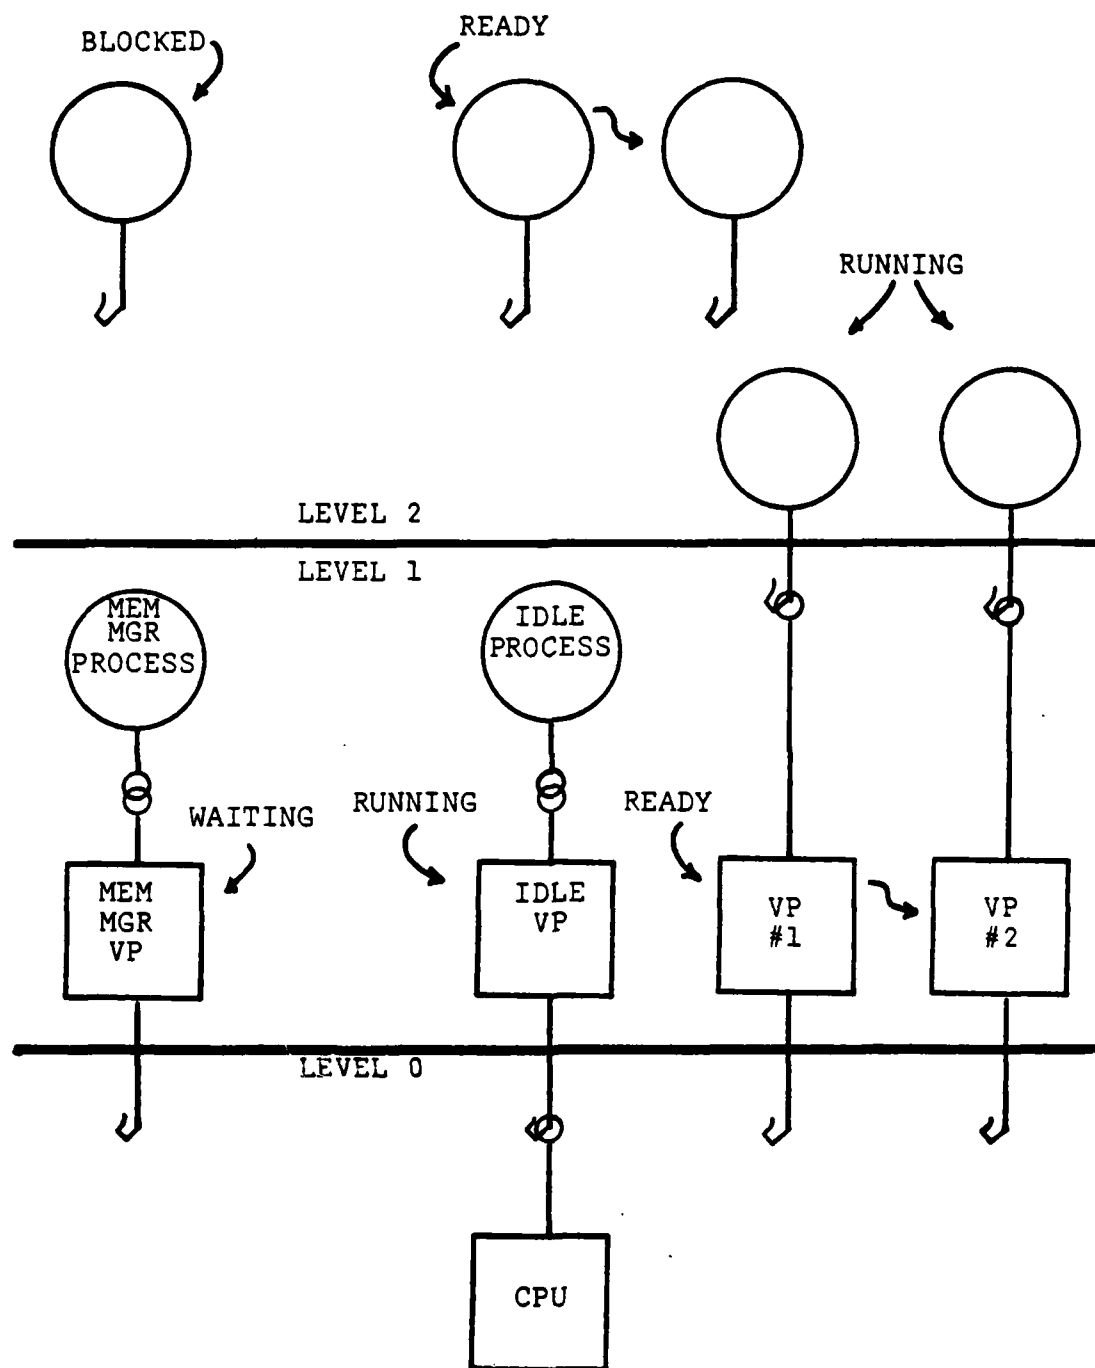 BLOCKED
READY
RUNNING
LEVEL 2
LEVEL 1
MEM
MGR
PROCESS
IDLE
PROCESS
WAITING
RUNNING
READY
MEM
MGR
VP
IDLE
VP
VP
#1
VP
#2
LEVEL 0
CPU